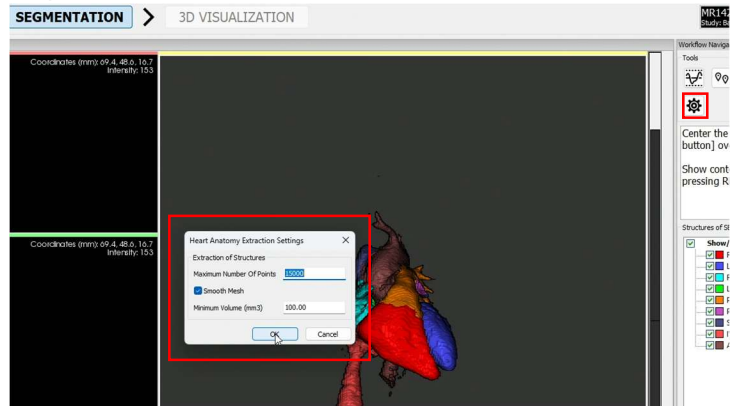 SEGMENTATION
3D VISUALIZATION
MR14
Study: Ba
Workflow Naviga
Tools
Center the
button] ov
Show cont
pressing R
Coordinates (mm): 69.4, 48.6, 16.7
Intensity: 153
Coordinates (mm): 69.4, 48.6, 16.7
Intensity: 153
Heart Anatomy Extraction Settings
Extraction of Structures
Maximum Number Of Points 15000
Smooth Mesh
Minimum Volume (mm3) 100.00
OK Cancel
Structures of
Show/